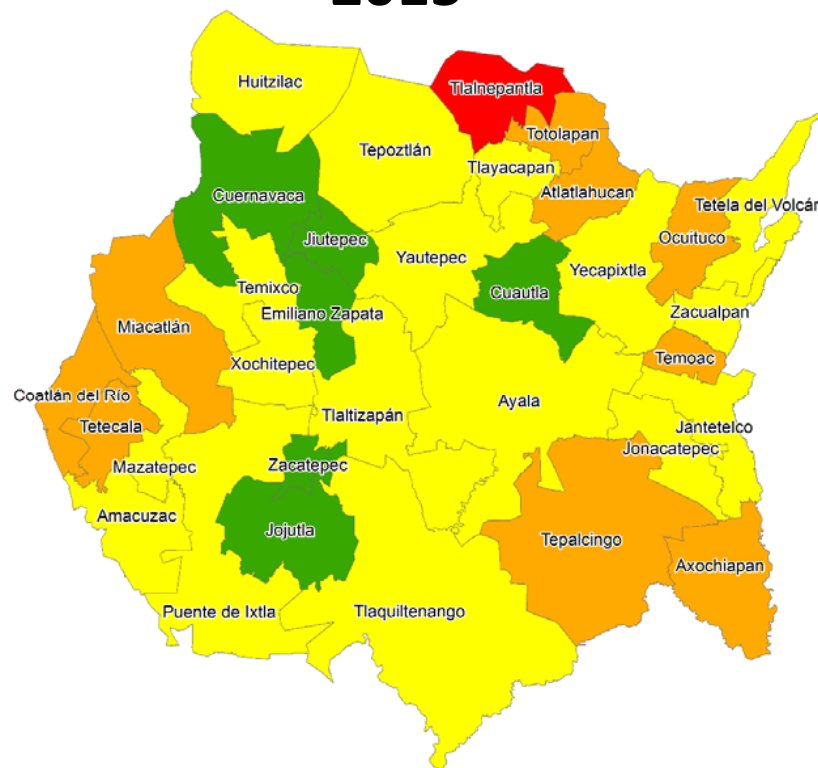 Huitzilac
Tlalnepantla
Totolapan
Tepoztlán
Tlayacapan
Atlatlahucan
Cuernavaca
Tetela del Volcán
Jiutepec
Ocuituco
Yautepec
Yecapixtla
Temixco
Cuautla
Emiliano Zapata
Zacualpan
Miacatlán
Xochitepec
Temoac
Coatlán del Río
Ayala
Tlaltizapán
Tetecala
Jantetelco
Jonacatepec
Mazatepec
Zacatepec
Amacuzac
Jojutla
Tepalcingo
Axochiapan
Puente de Ixtla
Tlaquiltenango